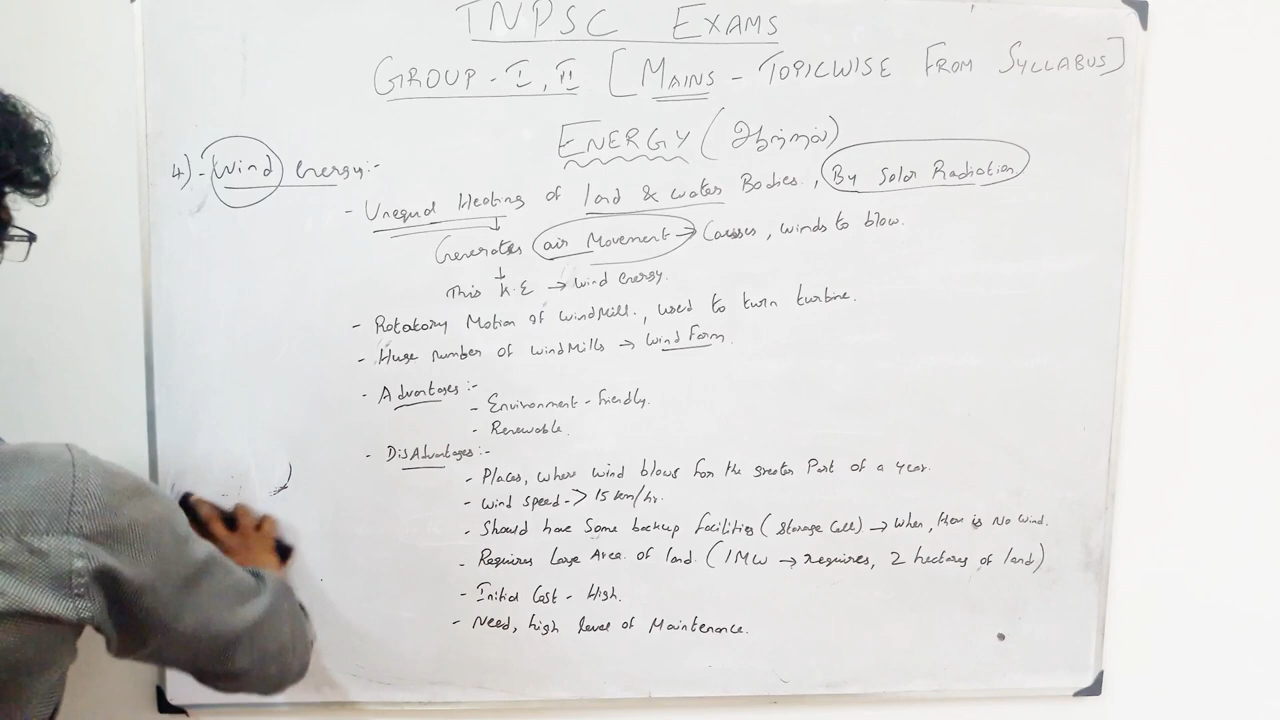 TNPSC EXAMS
GROUP - I, II [MAINS - TOPICWISE FROM SYLLABUS]
ENERGY (ஆற்றல்)
4) - Wind Energy :-
- Unequal Heating of land & water Bodies, By Solar Radiation
Generates air Movement → Causes, winds to blow.
↓
This K.E → wind energy.
- Rotatory Motion of WindMill, used to turn turbine.
- Huge number of WindMills → Wind Farm.
- Advantages :-
- Environment - friendly.
- Renewable.
- DisAdvantages :-
- Places, where wind blows for the greater Part of a year.
- Wind speed -> 15 km/hr.
- Should have Some backup facilities (Storage Cell) → when, there is No wind.
- Requires Large Area of land. (1MW → requires, 2 hectares of land)
- Initial Cost - High.
- Need, high level of Maintenance.